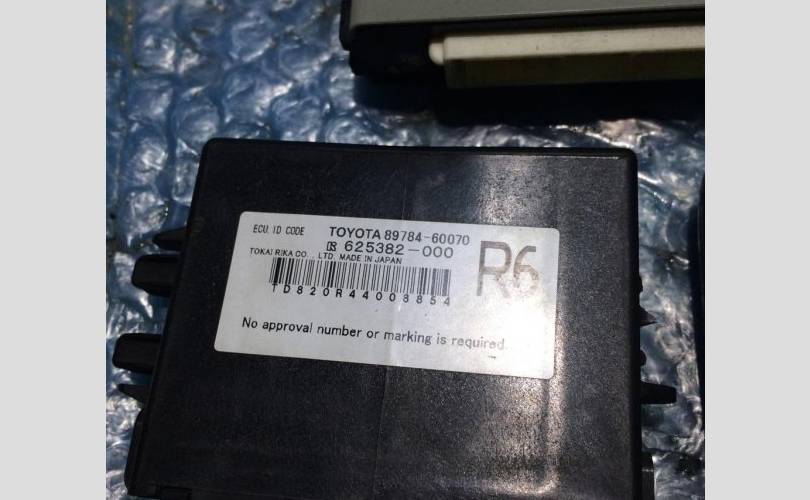 ECU, ID CODE TOYOTA 89784-60070
625382-000
TOKAI RIKA CO., LTD. MADE IN JAPAN
R6
TD820R44008854
No approval number or marking is required.